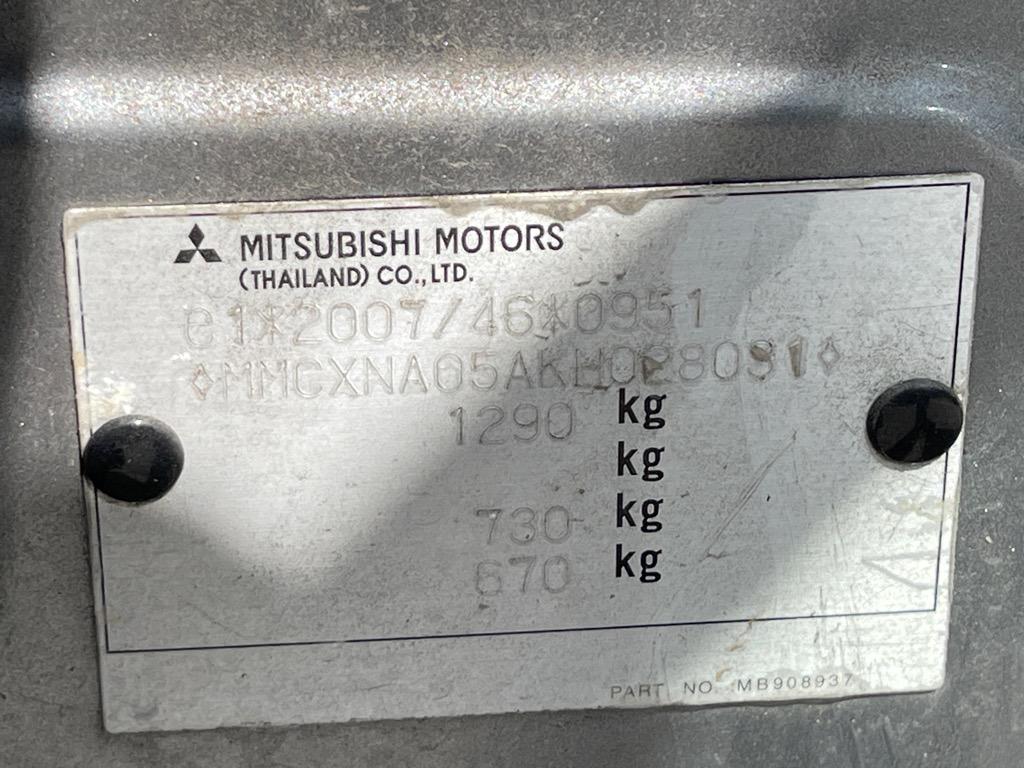 MITSUBISHI MOTORS
(THAILAND) CO., LTD.
e1*2007/46*0951
◊MMCXNA05AKH028081◊
1290 kg
kg
730 kg
670 kg
PART NO. MB908937